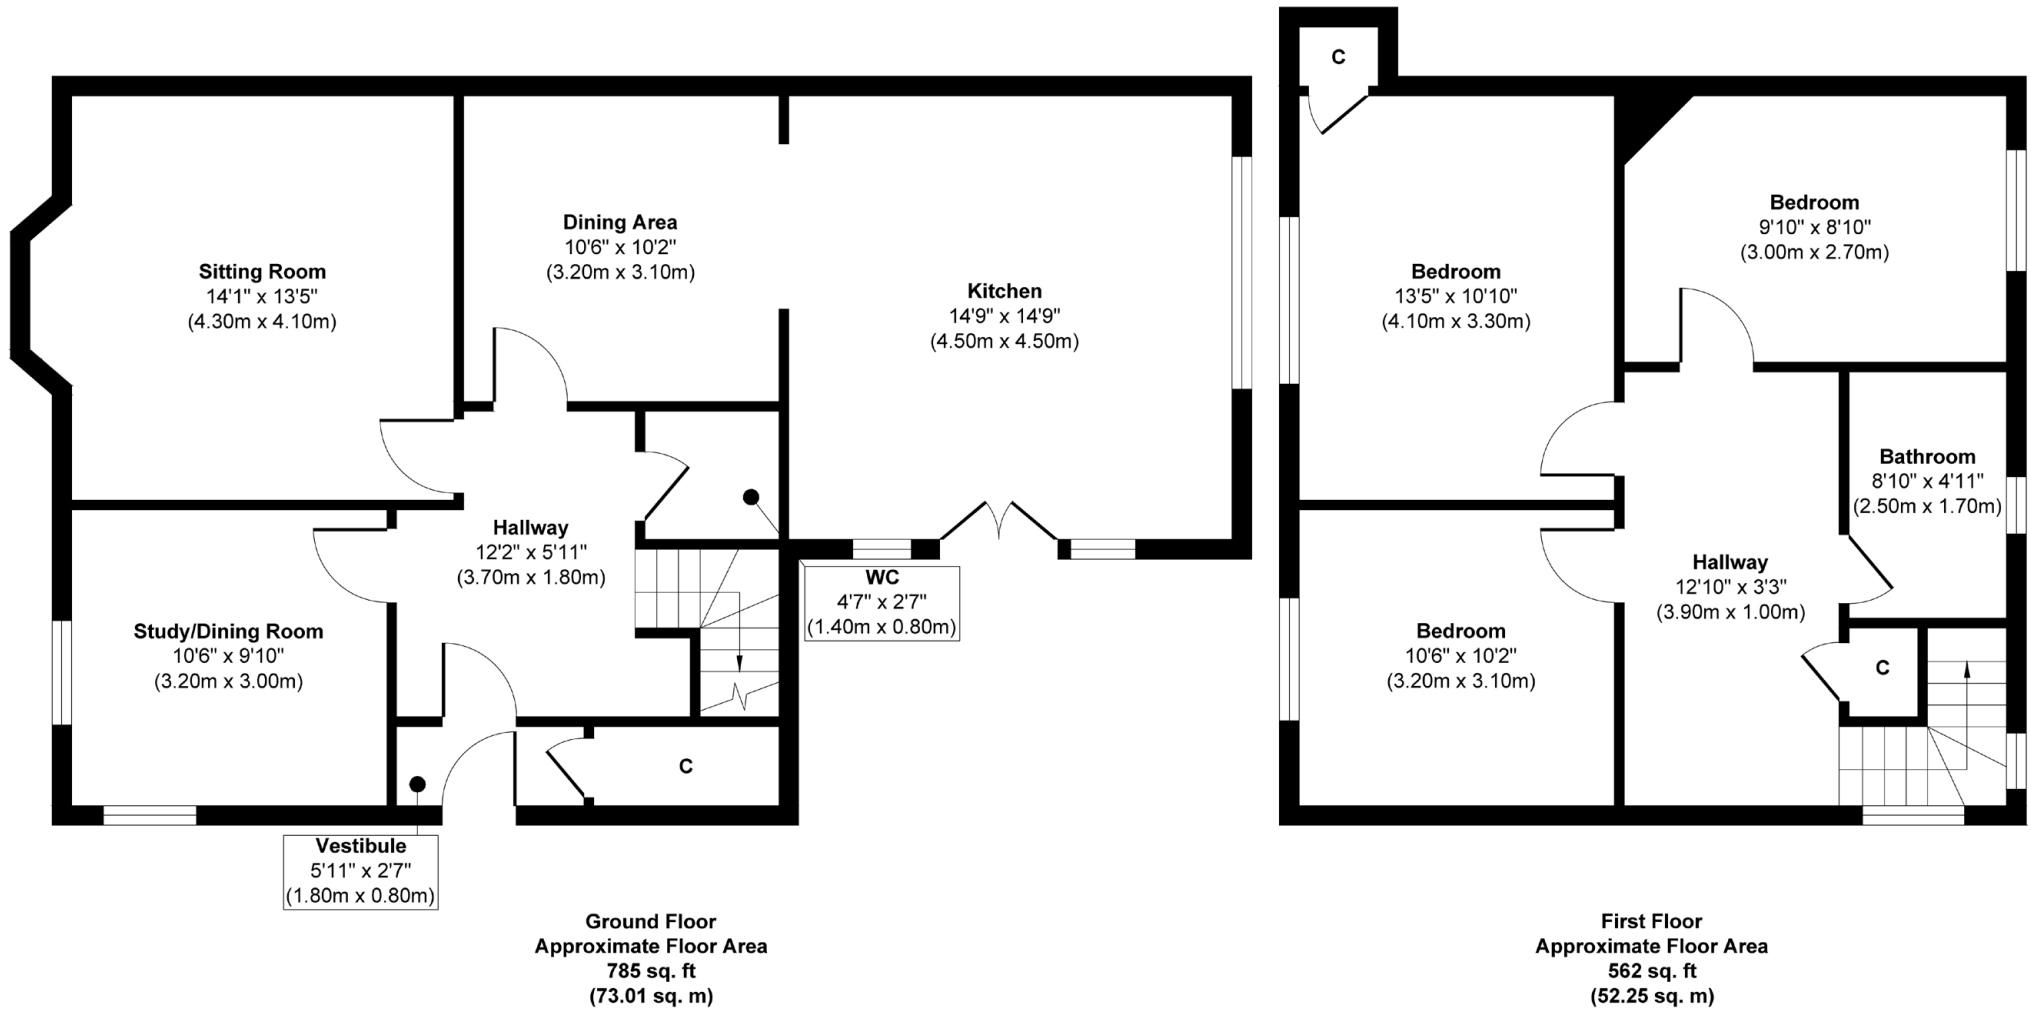 Sitting Room
14'1" x 13'5"
(4.30m x 4.10m)
Dining Area
10'6" x 10'2"
(3.20m x 3.10m)
Kitchen
14'9" x 14'9"
(4.50m x 4.50m)
Hallway
12'2" x 5'11"
(3.70m x 1.80m)
WC
4'7" x 2'7"
(1.40m x 0.80m)
Study/Dining Room
10'6" x 9'10"
(3.20m x 3.00m)
C
Vestibule
5'11" x 2'7"
(1.80m x 0.80m)
Ground Floor
Approximate Floor Area
785 sq. ft
(73.01 sq. m)
C
Bedroom
13'5" x 10'10"
(4.10m x 3.30m)
Bedroom
9'10" x 8'10"
(3.00m x 2.70m)
Bathroom
8'10" x 4'11"
(2.50m x 1.70m)
Hallway
12'10" x 3'3"
(3.90m x 1.00m)
Bedroom
10'6" x 10'2"
(3.20m x 3.10m)
C
First Floor
Approximate Floor Area
562 sq. ft
(52.25 sq. m)